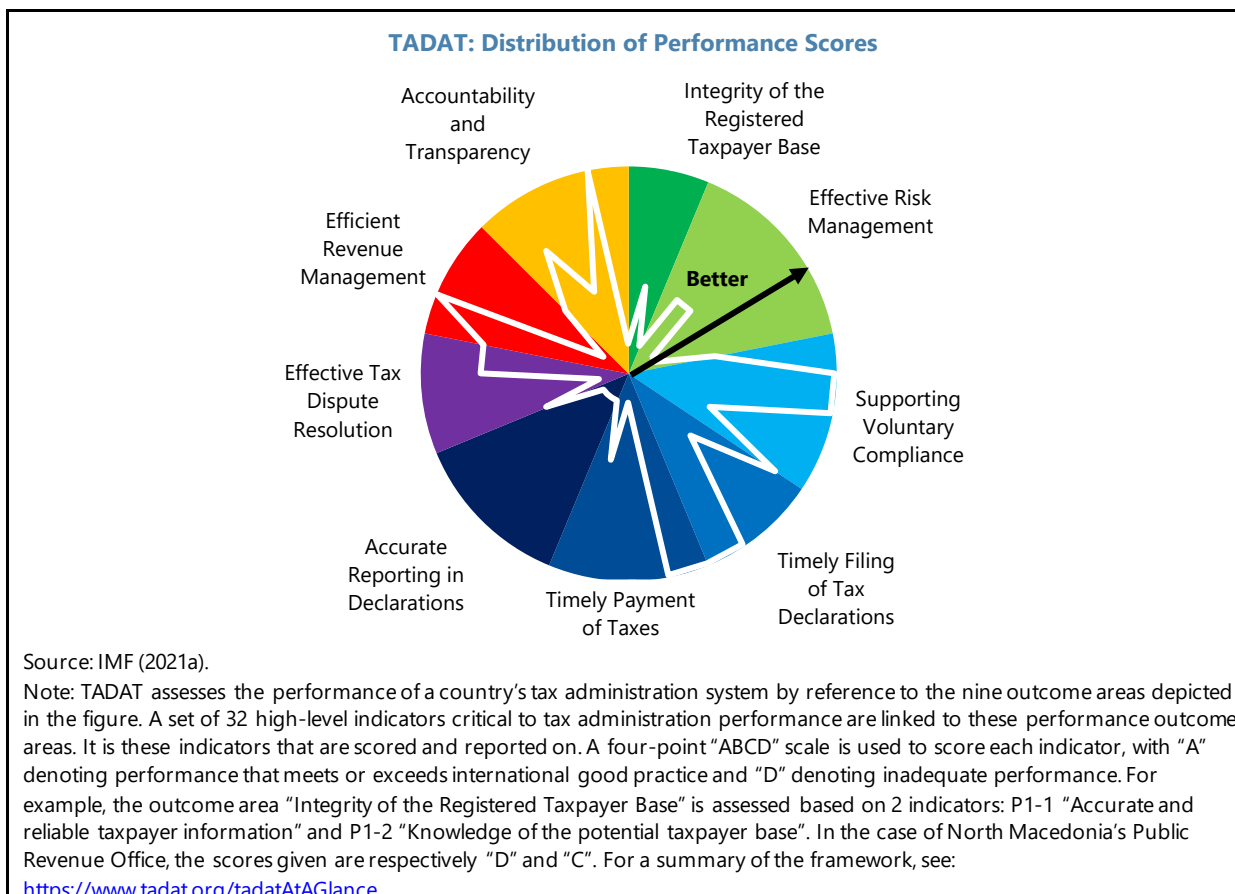 TADAT: Distribution of Performance Scores
Accountability
and
Transparency
Integrity of the
Registered
Taxpayer Base
Efficient
Revenue
Management
Effective Risk
Management
Better
Effective Tax
Dispute
Resolution
Supporting
Voluntary
Compliance
Accurate
Reporting in
Declarations
Timely Payment
of Taxes
Timely Filing
of Tax
Declarations
Source: IMF (2021a).
Note: TADAT assesses the performance of a country's tax administration system by reference to the nine outcome areas depicted
in the figure. A set of 32 high-level indicators critical to tax administration performance are linked to these performance outcome
areas. It is these indicators that are scored and reported on. A four-point “ABCD” scale is used to score each indicator, with “A”
denoting performance that meets or exceeds international good practice and “D” denoting inadequate performance. For
example, the outcome area “Integrity of the Registered Taxpayer Base” is assessed based on 2 indicators: P1-1 “Accurate and
reliable taxpayer information” and P1-2 “Knowledge of the potential taxpayer base”. In the case of North Macedonia's Public
Revenue Office, the scores given are respectively “D” and “C”. For a summary of the framework, see:
https://www.tadat.org/tadatAtAGlance